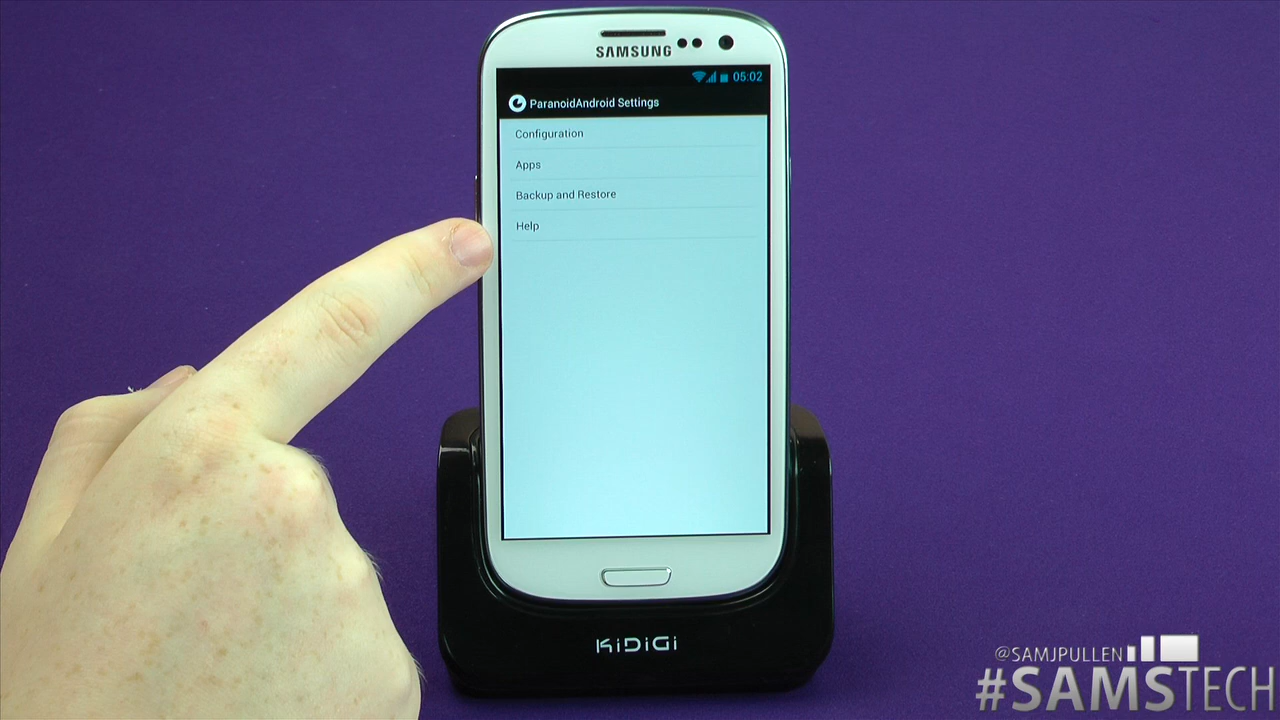 SAMSUNG
05:02
ParanoidAndroid Settings
Configuration
Apps
Backup and Restore
Help
KiDiGi
@SAMJPULLEN
#SAMSTECH